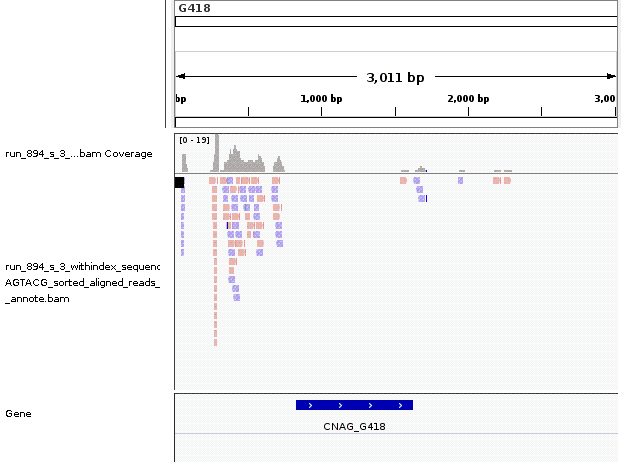 G418
3,011 bp
bp
1,000 bp
2,000 bp
3,00
[0 - 19]
run_894_s_3_...bam Coverage
run_894_s_3_withindex_sequenc
AGTACG_sorted_aligned_reads_
_annote.bam
Gene
CNAG_G418